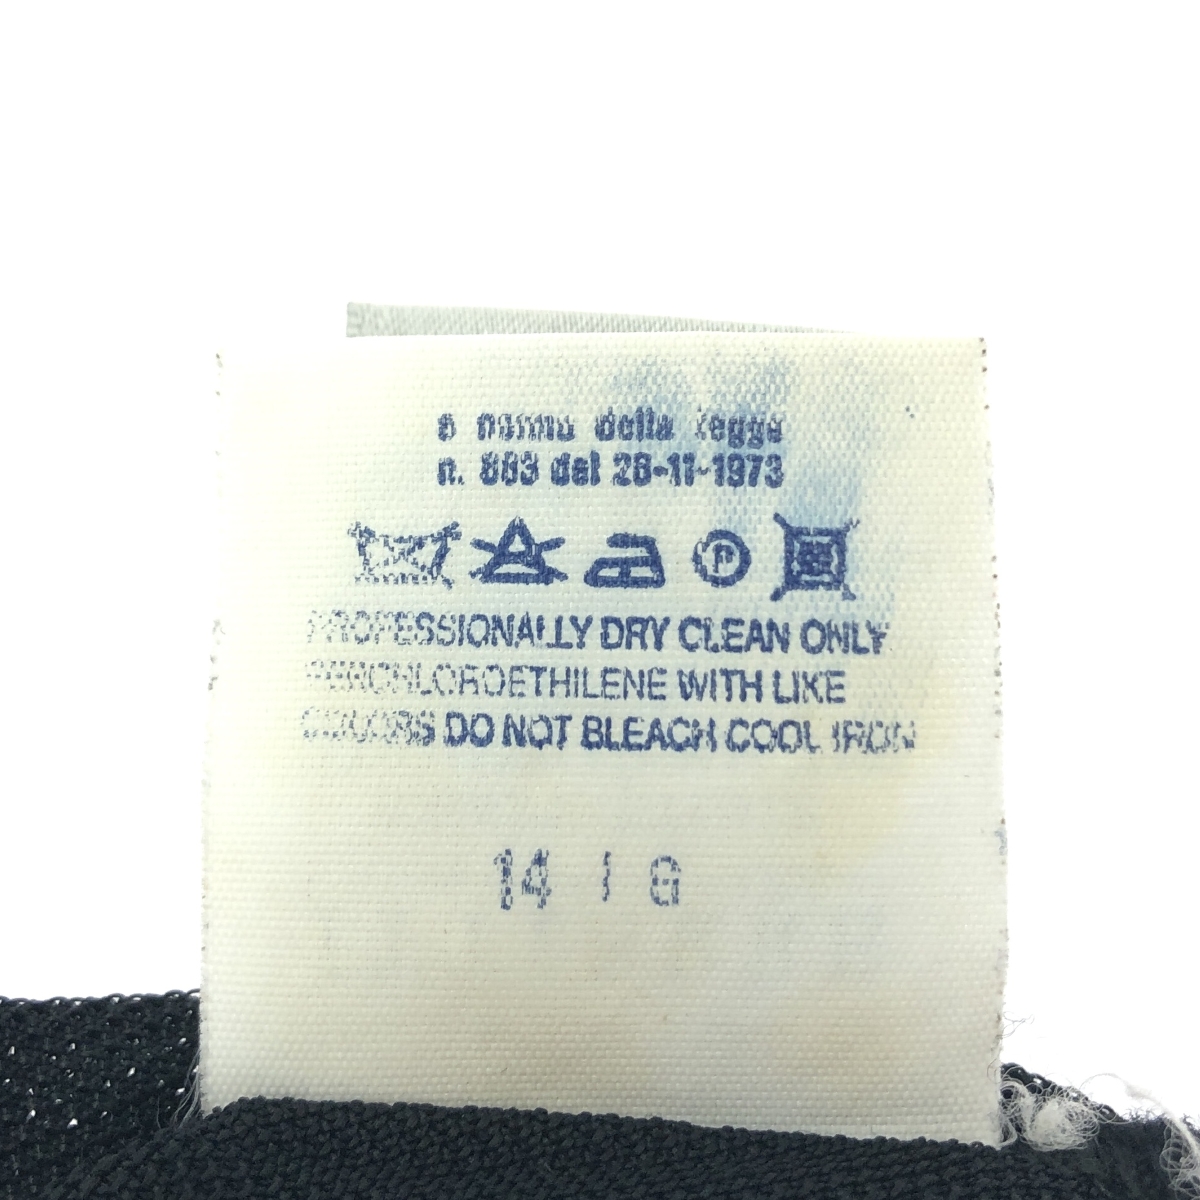 a norma della legge
n. 883 del 26-11-1973
P
PROFESSIONALLY DRY CLEAN ONLY
PERCHLOROETHILENE WITH LIKE
COLORS DO NOT BLEACH COOL IRON
14 / G